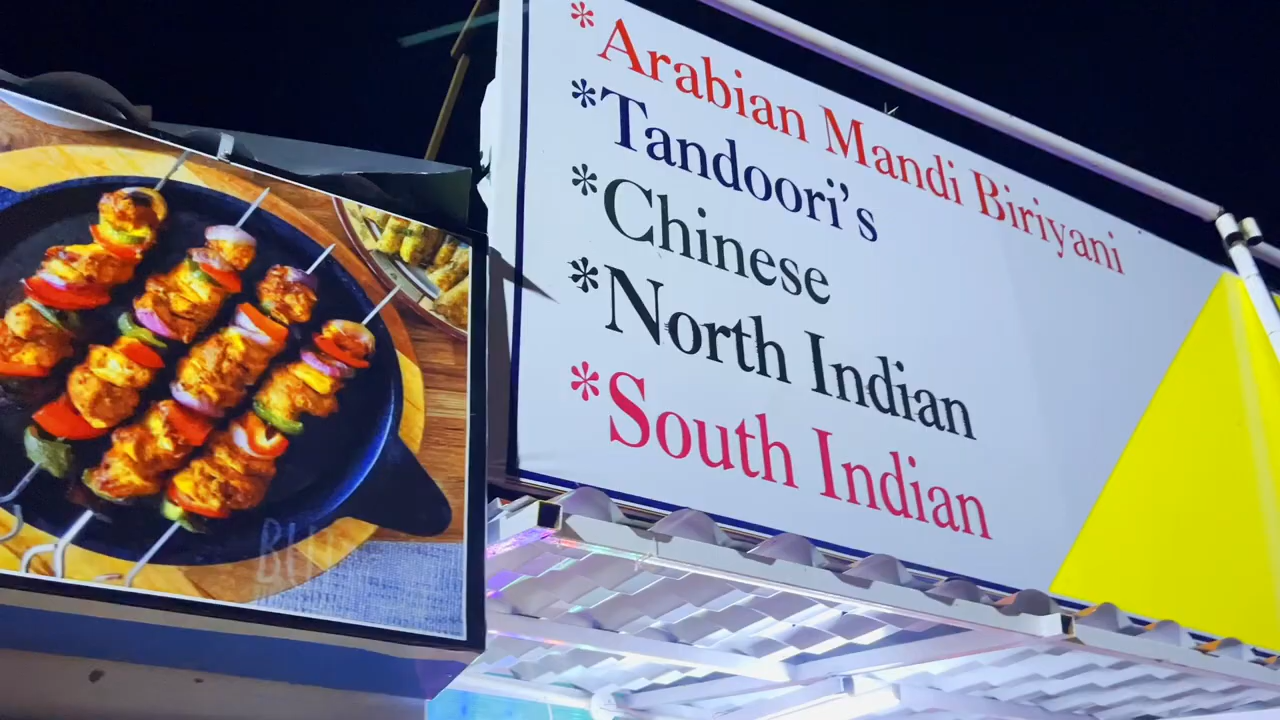 *Arabian Mandi Biriyani
*Tandoori's
*Chinese
*North Indian
*South Indian